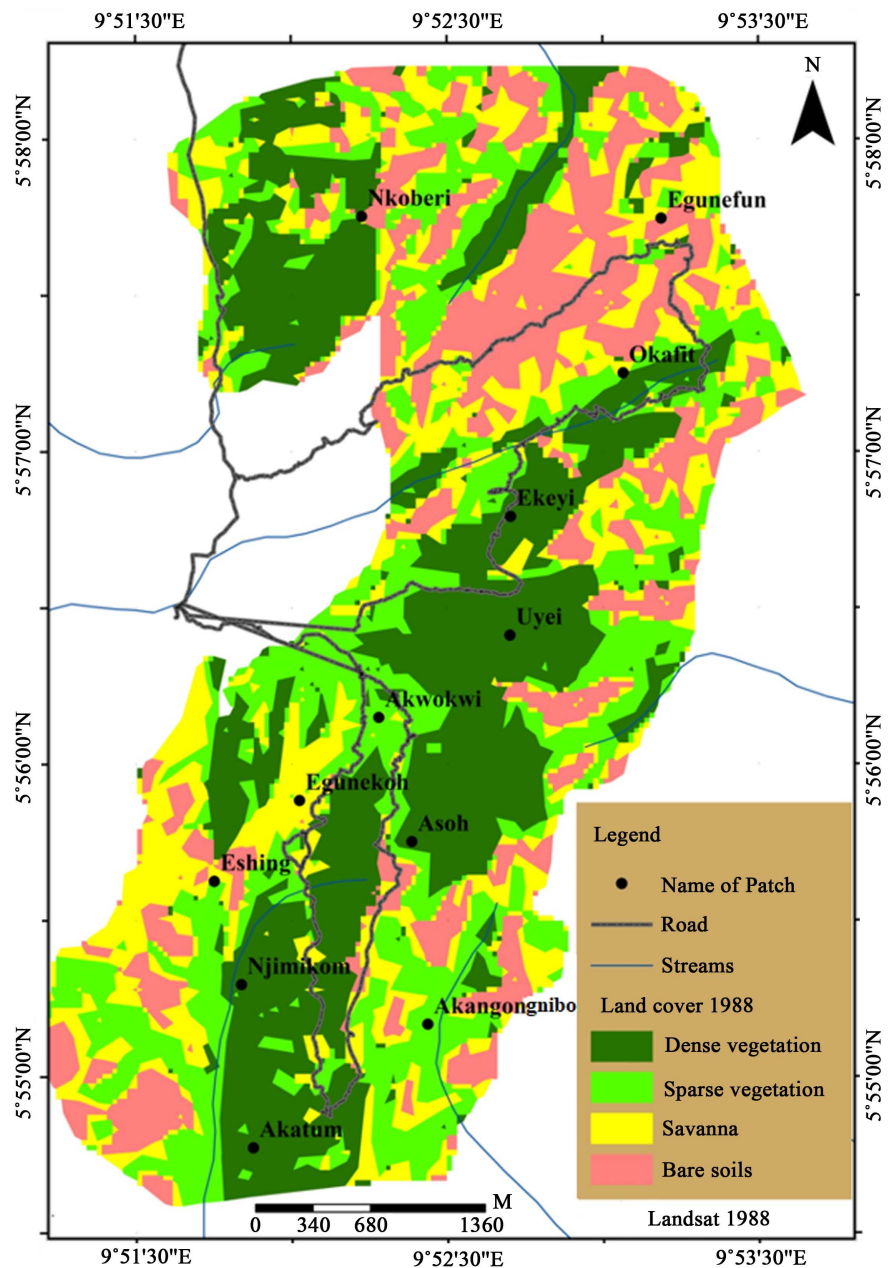 9°51'30"E 9°52'30"E 9°53'30"E
N
5°58'00"N 5°58'00"N
Nkoberi
Egunefun
Okafit
5°57'00"N 5°57'00"N
Ekeyi
Uyei
Akwokwi
5°56'00"N 5°56'00"N
Egunekoh
Asoh
Eshing
Njimikom
Akangongnibo
5°55'00"N 5°55'00"N
Akatum
Legend
Name of Patch
Road
Streams
Land cover 1988
Dense vegetation
Sparse vegetation
Savanna
Bare soils
M
0 340 680 1360
Landsat 1988
9°51'30"E 9°52'30"E 9°53'30"E